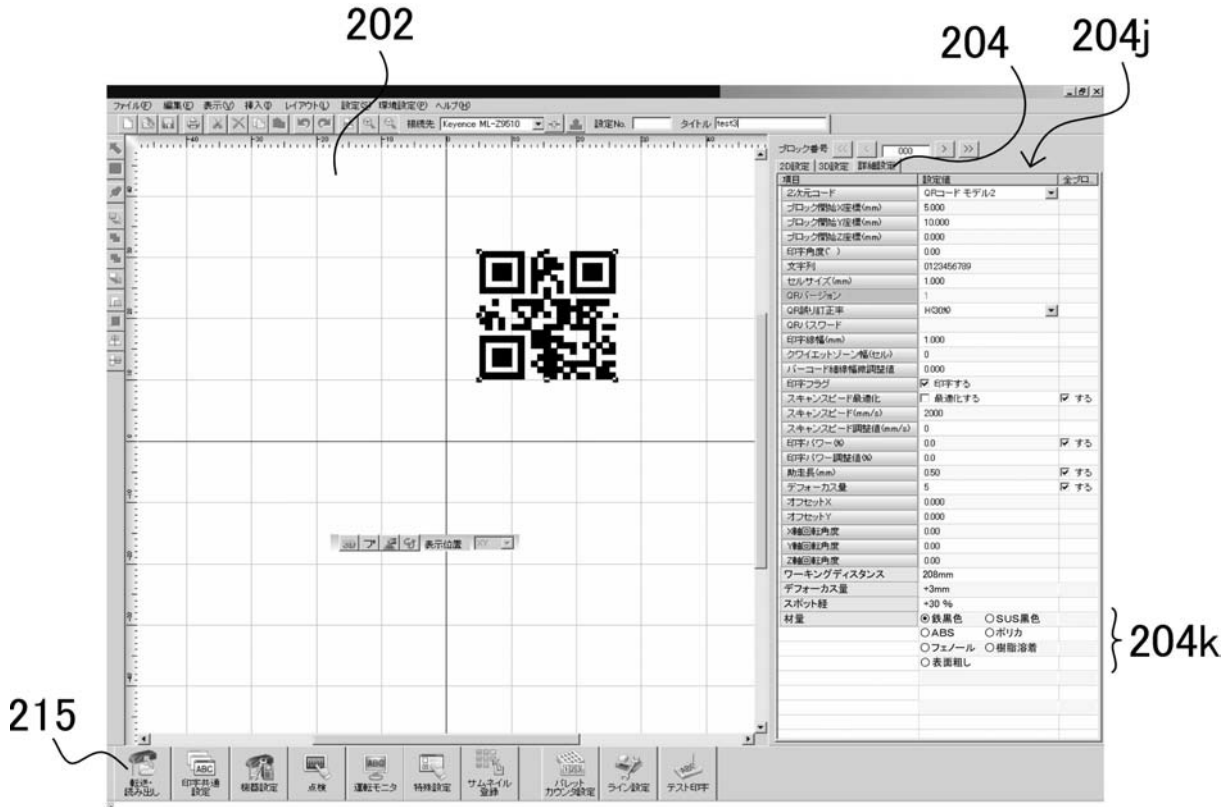 202
204
204j
ファイル(F) 編集(E) 表示(V) 挿入(I) レイアウト(L) 設定(S) 環境設定(P) ヘルプ(H)
接続先 Keyence ML-Z9510 設定No. タイトル test3
ブロック番号 << < 000 > >>
2D設定 3D設定 詳細設定
項目 設定値 全ブロ..
2次元コード QRコード モデル2
ブロック開始X座標(mm) 5.000
ブロック開始Y座標(mm) 10.000
ブロック開始Z座標(mm) 0.000
印字角度(°) 0.00
文字列 0123456789
セルサイズ(mm) 1.000
QRバージョン 1
QR誤り訂正率 H(30%)
QRパスワード
印字線幅(mm) 1.000
クワイエットゾーン幅(セル) 0
バーコード細線幅線調整値 0.000
印字フラグ 印字する
スキャンスピード最適化 最適化する する
スキャンスピード(mm/s) 2000
スキャンスピード調整値(mm/s) 0
印字パワー(%) 0.0 する
印字パワー調整値(%) 0.0
助走長(mm) 0.50 する
デフォーカス量 5 する
オフセットX 0.000
オフセットY 0.000
X軸回転角度 0.00
Y軸回転角度 0.00
Z軸回転角度 0.00
ワーキングディスタンス 208mm
デフォーカス量 +3mm
スポット経 +30 %
材量 鉄黒色 SUS黒色
ABS ポリカ
フェノール 樹脂溶着
表面粗し
204k
3D 表示位置 XY
215
転送・読み出し 印字共通設定 機器設定 点検 運転モニタ 特殊設定 サムネイル登録 パレットカウンタ設定 ライン設定 テスト印字